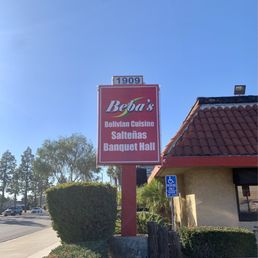 1909
Beba's
Bolivian Cuisine
Salteñas
Banquet Hall